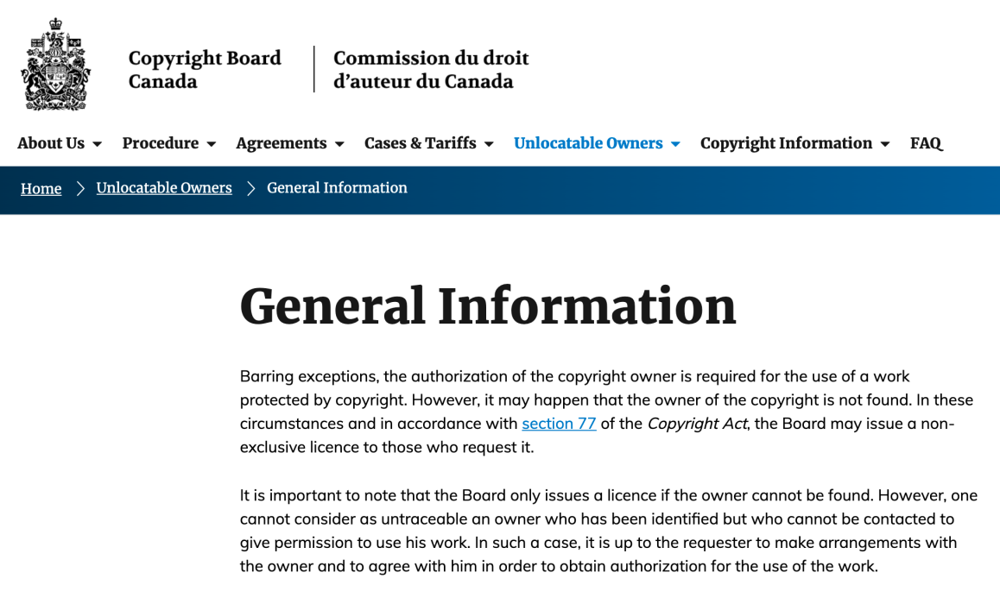 Copyright Board
Canada
Commission du droit
d’auteur du Canada
About Us
Procedure
Agreements
Cases & Tariffs
Unlocatable Owners
Copyright Information
FAQ
Home
Unlocatable Owners
General Information
General Information
Barring exceptions, the authorization of the copyright owner is required for the use of a work
protected by copyright. However, it may happen that the owner of the copyright is not found. In these
circumstances and in accordance with section 77 of the Copyright Act, the Board may issue a non-
exclusive licence to those who request it.
It is important to note that the Board only issues a licence if the owner cannot be found. However, one
cannot consider as untraceable an owner who has been identified but who cannot be contacted to
give permission to use his work. In such a case, it is up to the requester to make arrangements with
the owner and to agree with him in order to obtain authorization for the use of the work.